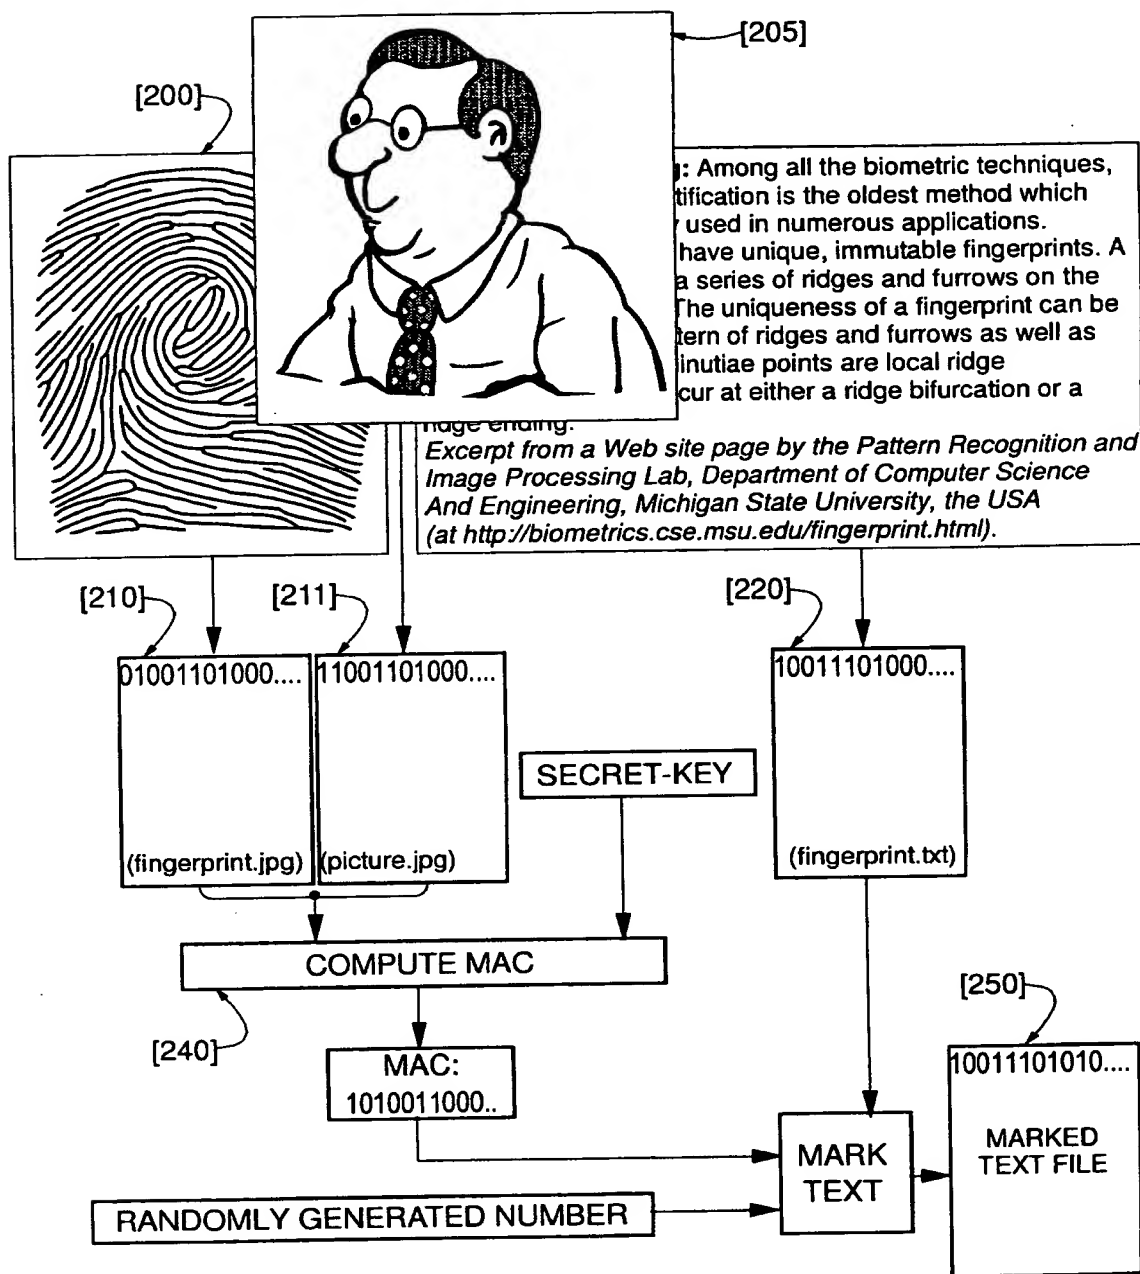 [205]
[200]
: Among all the biometric techniques,
tification is the oldest method which
used in numerous applications.
have unique, immutable fingerprints. A
a series of ridges and furrows on the
The uniqueness of a fingerprint can be
tern of ridges and furrows as well as
inutiae points are local ridge
cur at either a ridge bifurcation or a
ridge ending.
Excerpt from a Web site page by the Pattern Recognition and
Image Processing Lab, Department of Computer Science
And Engineering, Michigan State University, the USA
(at http://biometrics.cse.msu.edu/fingerprint.html).
[210]
[211]
[220]
01001101000....
11001101000....
10011101000....
SECRET-KEY
(fingerprint.jpg)
(picture.jpg)
(fingerprint.txt)
COMPUTE MAC
[240]
[250]
MAC:
1010011000..
10011101010....
MARKED
TEXT FILE
MARK
TEXT
RANDOMLY GENERATED NUMBER